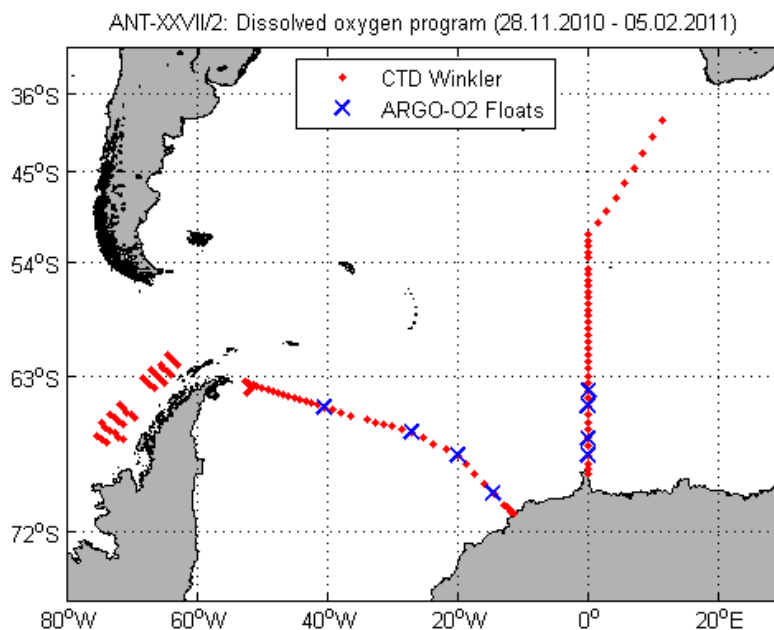 ANT-XXVII/2: Dissolved oxygen program (28.11.2010 - 05.02.2011)
CTD Winkler
ARGO-O2 Floats
36°S
45°S
54°S
63°S
72°S
80°W
60°W
40°W
20°W
0°
20°E